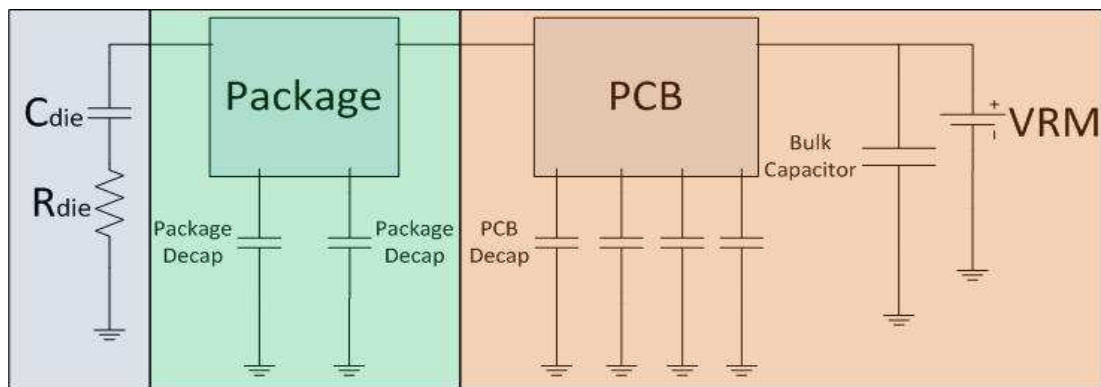 Cdie
Rdie
Package
Package
Decap
Package
Decap
PCB
PCB
Decap
Bulk
Capacitor
+
-
VRM